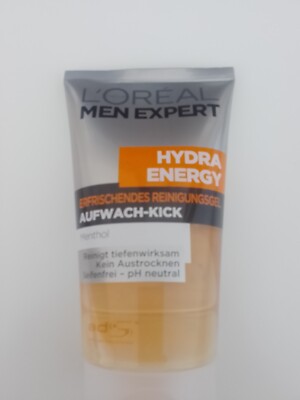 L'ORÉAL
MEN EXPERT
HYDRA
ENERGY
ERFRISCHENDES REINIGUNGSGEL
AUFWACH-KICK
Menthol
Reinigt tiefenwirksam
Kein Austrocknen
Seifenfrei – pH neutral